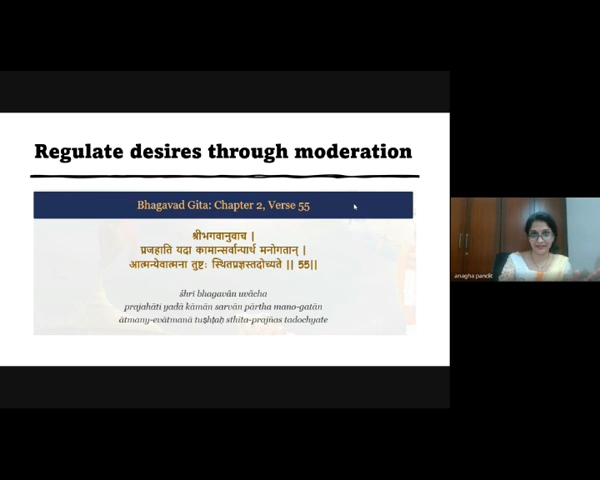 Regulate desires through moderation
Bhagavad Gita: Chapter 2, Verse 55
श्रीभगवानुवाच |
प्रजहाति यदा कामान्सर्वान्पार्थ मनोगतान् |
आत्मन्येवात्मना तुष्टः स्थितप्रज्ञस्तदोच्यते || 55||
śhrī bhagavān uvācha
prajahāti yadā kāmān sarvān pārtha mano-gatān
ātmany-evātmanā tuṣhṭaḥ sthita-prajñas tadochyate
anagha pandit